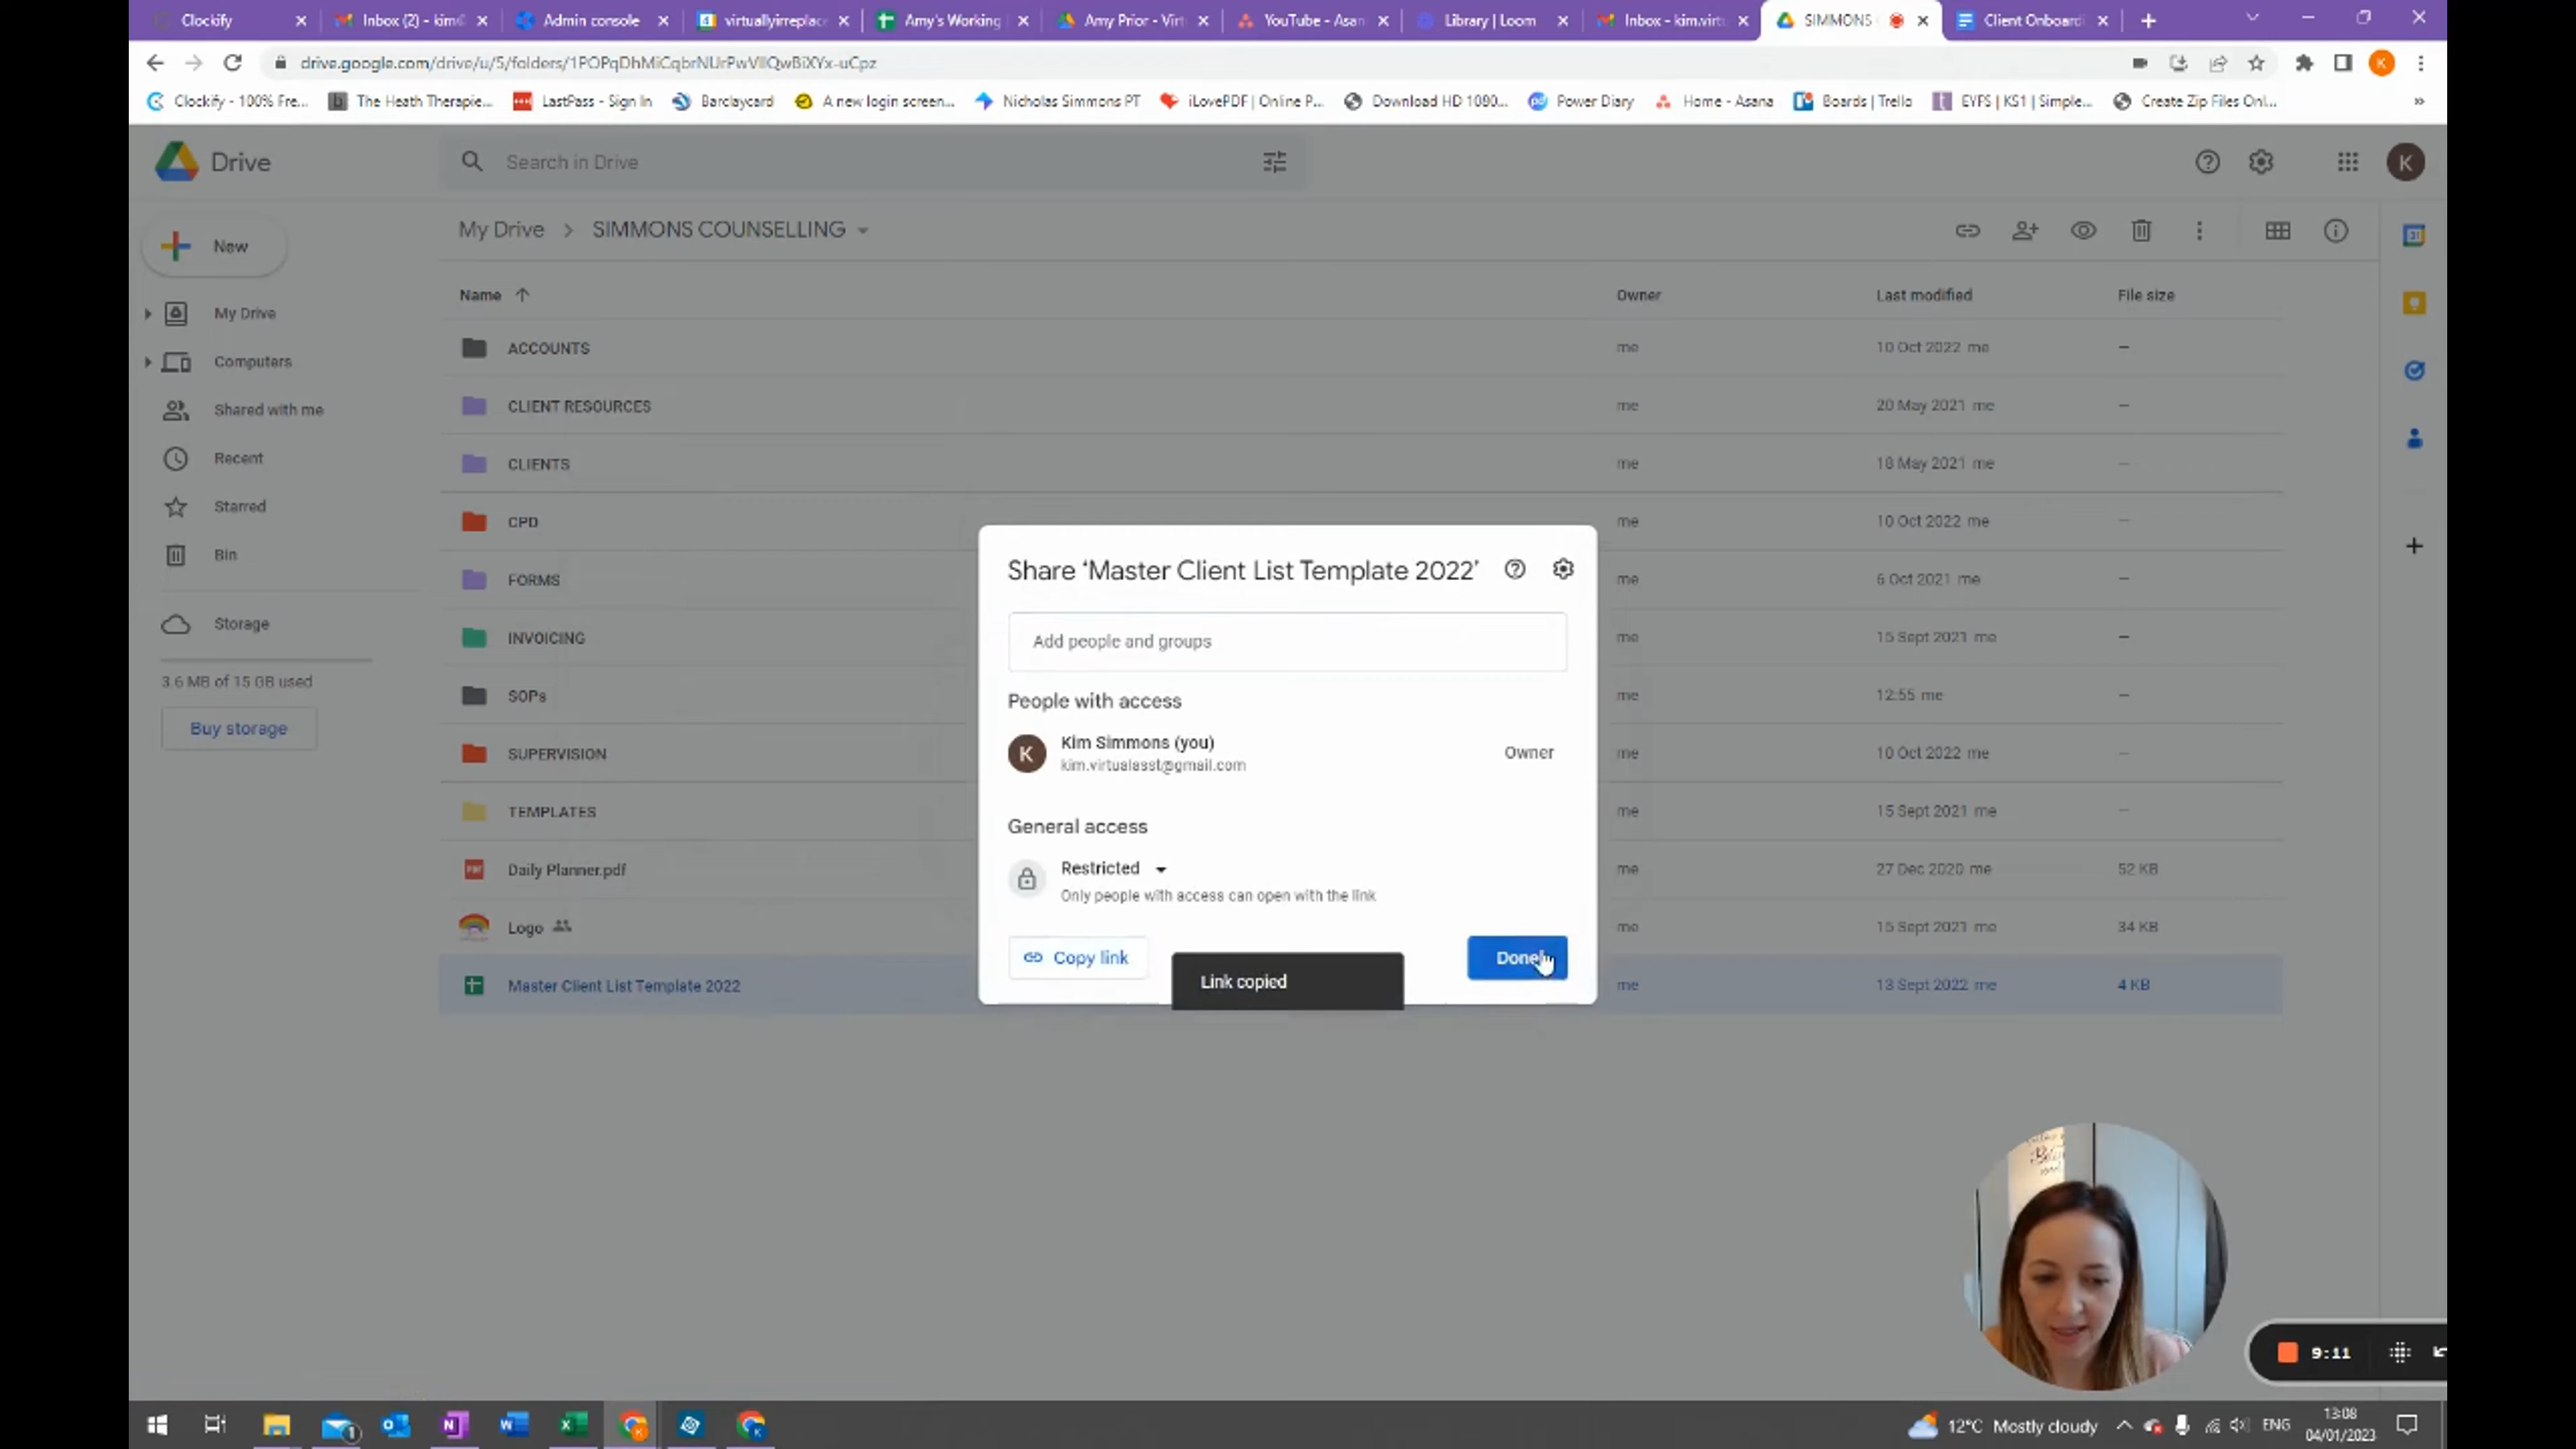 Clockify
Inbox (2) - kim@
Admin console
virtuallyirreplac
Amy's Working
Amy Prior - Virt
YouTube - Asan
Library | Loom
Inbox - kim.virtu
SIMMONS
Client Onboard
drive.google.com/drive/u/5/folders/1POPqDhMiCqbrNUrPwVIlQwBiXYx-uCpz
Clockify - 100% Fre...
The Heath Therapie...
LastPass - Sign In
Barclaycard
A new login screen...
Nicholas Simmons PT
iLovePDF | Online P...
Download HD 1080...
Power Diary
Home - Asana
Boards | Trello
EYFS | KS1 | Simple...
Create Zip Files Onl...
Drive
Search in Drive
K
New
My Drive > SIMMONS COUNSELLING
My Drive
Computers
Shared with me
Recent
Starred
Bin
Storage
3.6 MB of 15 GB used
Buy storage
Name Owner Last modified File size
ACCOUNTS me 10 Oct 2022 me –
CLIENT RESOURCES me 20 May 2021 me –
CLIENTS me 18 May 2021 me –
CPD me 10 Oct 2022 me –
FORMS me 6 Oct 2021 me –
INVOICING me 15 Sept 2021 me –
SOPs me 12:55 me –
SUPERVISION me 10 Oct 2022 me –
TEMPLATES me 15 Sept 2021 me –
Daily Planner.pdf me 27 Dec 2020 me 52 KB
Logo me 15 Sept 2021 me 34 KB
Master Client List Template 2022 me 13 Sept 2022 me 4 KB
Share ‘Master Client List Template 2022’
Add people and groups
People with access
K
Kim Simmons (you)
kim.virtualasst@gmail.com
Owner
General access
Restricted
Only people with access can open with the link
Copy link
Link copied
Done
9:11
12°C Mostly cloudy
ENG
13:08
04/01/2023